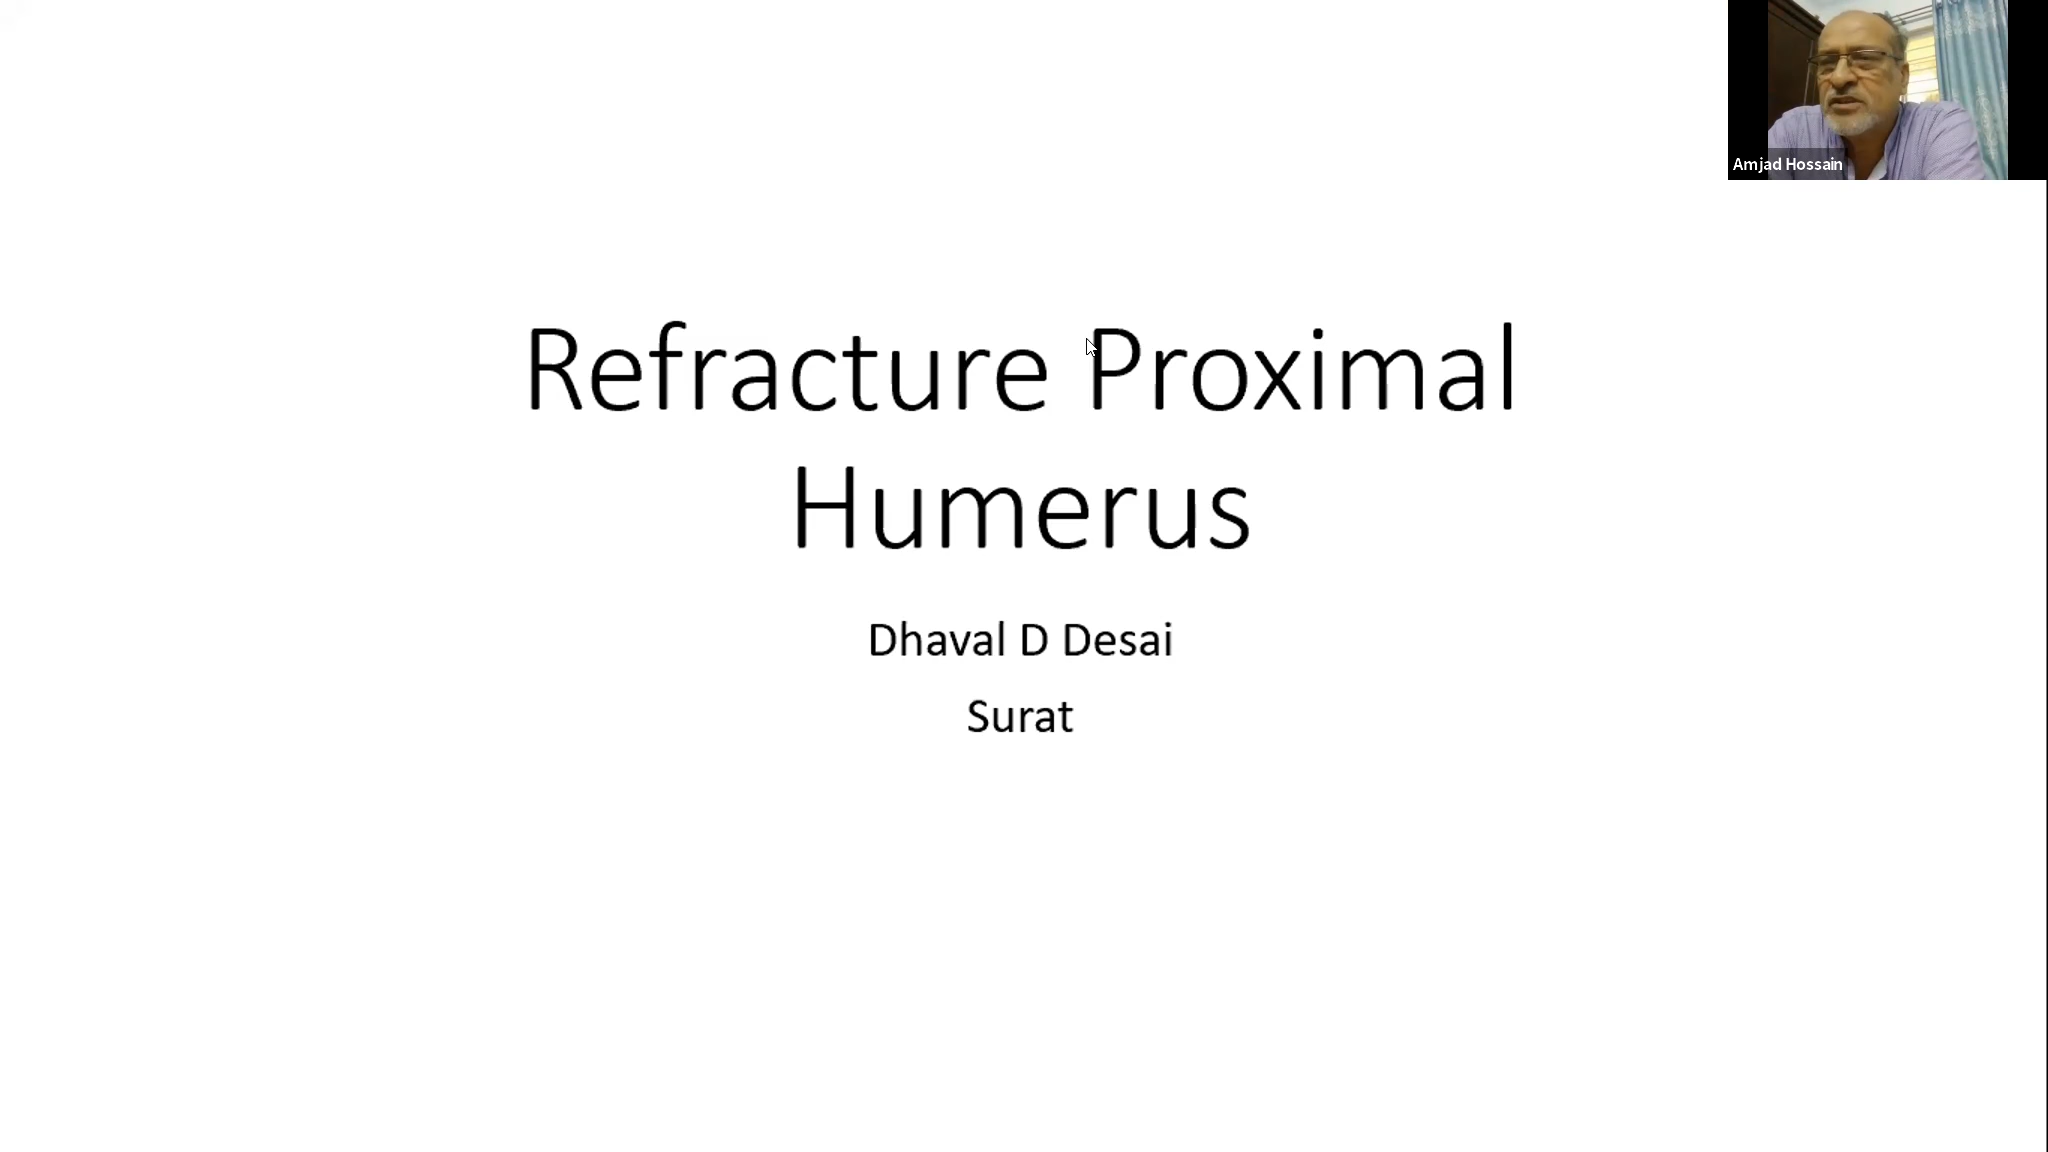 Amjad Hossain
Refracture Proximal
Humerus
Dhaval D Desai
Surat